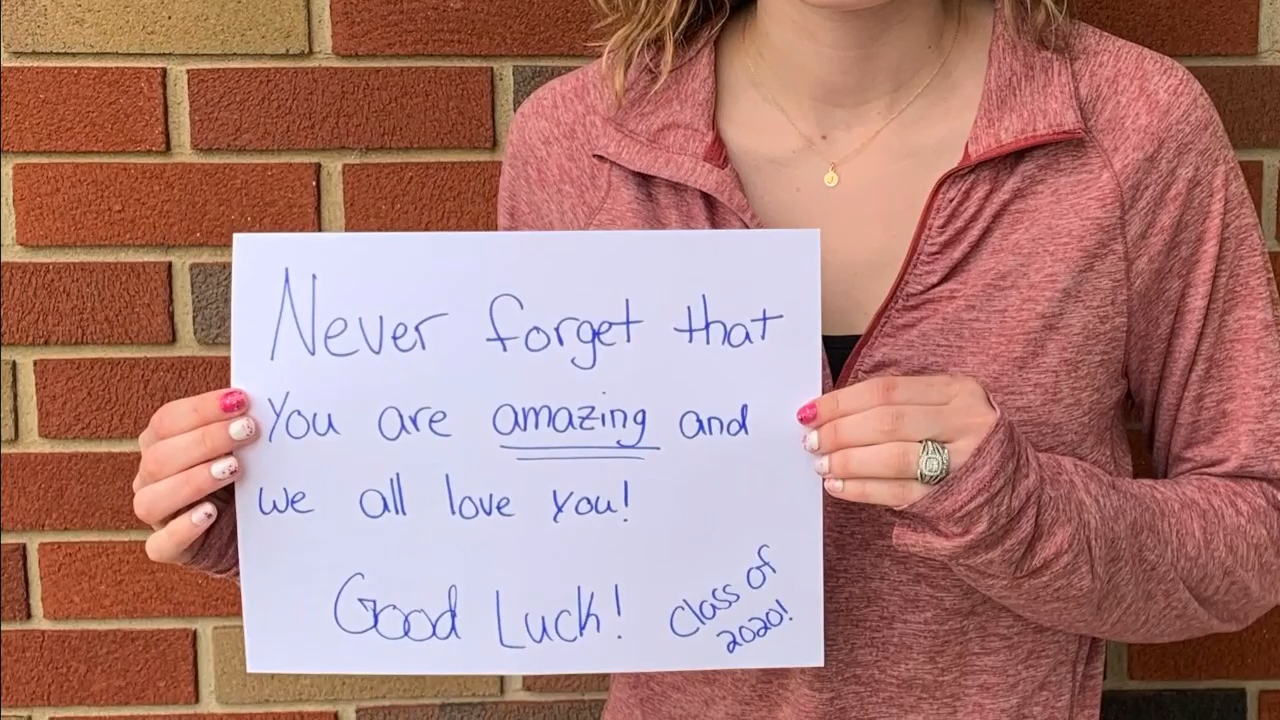 Never forget that
You are amazing and
we all love you!
Good Luck!
Class of
2020!